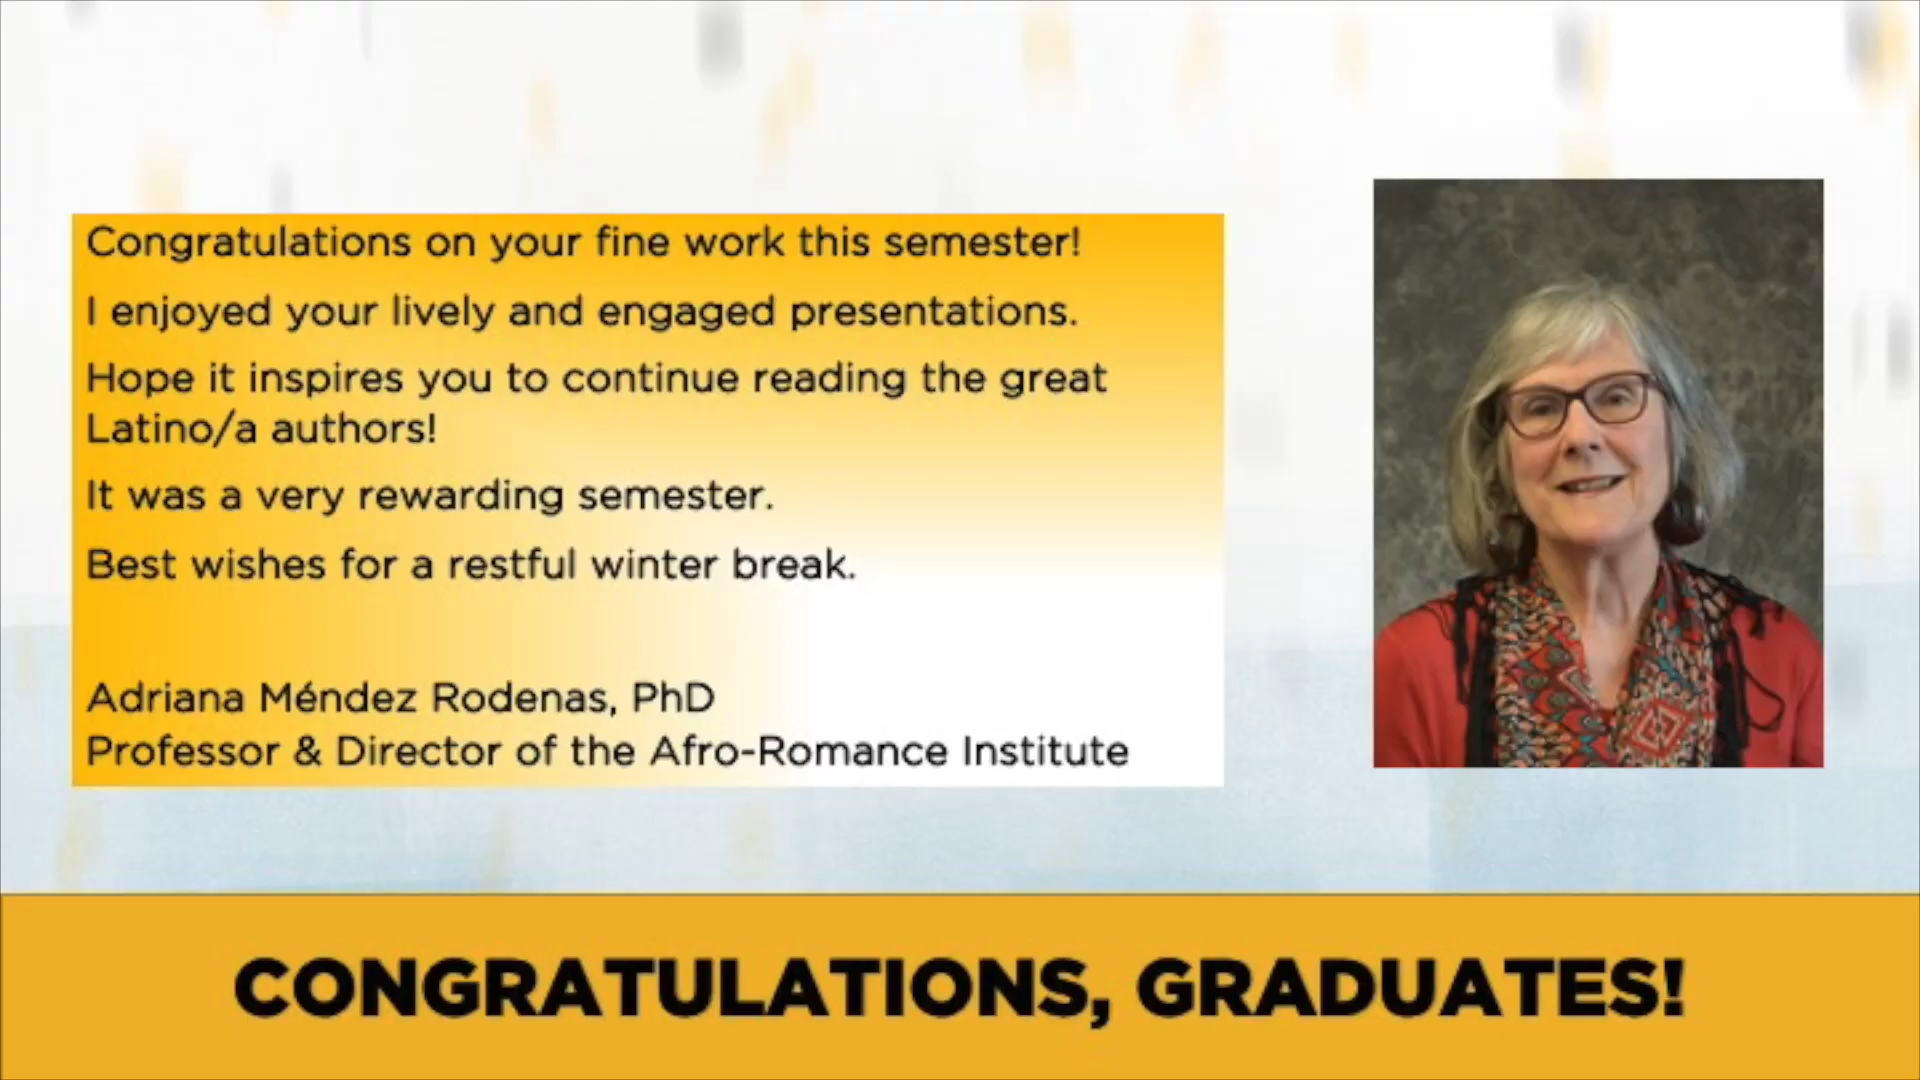 Congratulations on your fine work this semester!
I enjoyed your lively and engaged presentations.
Hope it inspires you to continue reading the great
Latino/a authors!
It was a very rewarding semester.
Best wishes for a restful winter break.
Adriana Méndez Rodenas, PhD
Professor & Director of the Afro-Romance Institute
CONGRATULATIONS, GRADUATES!